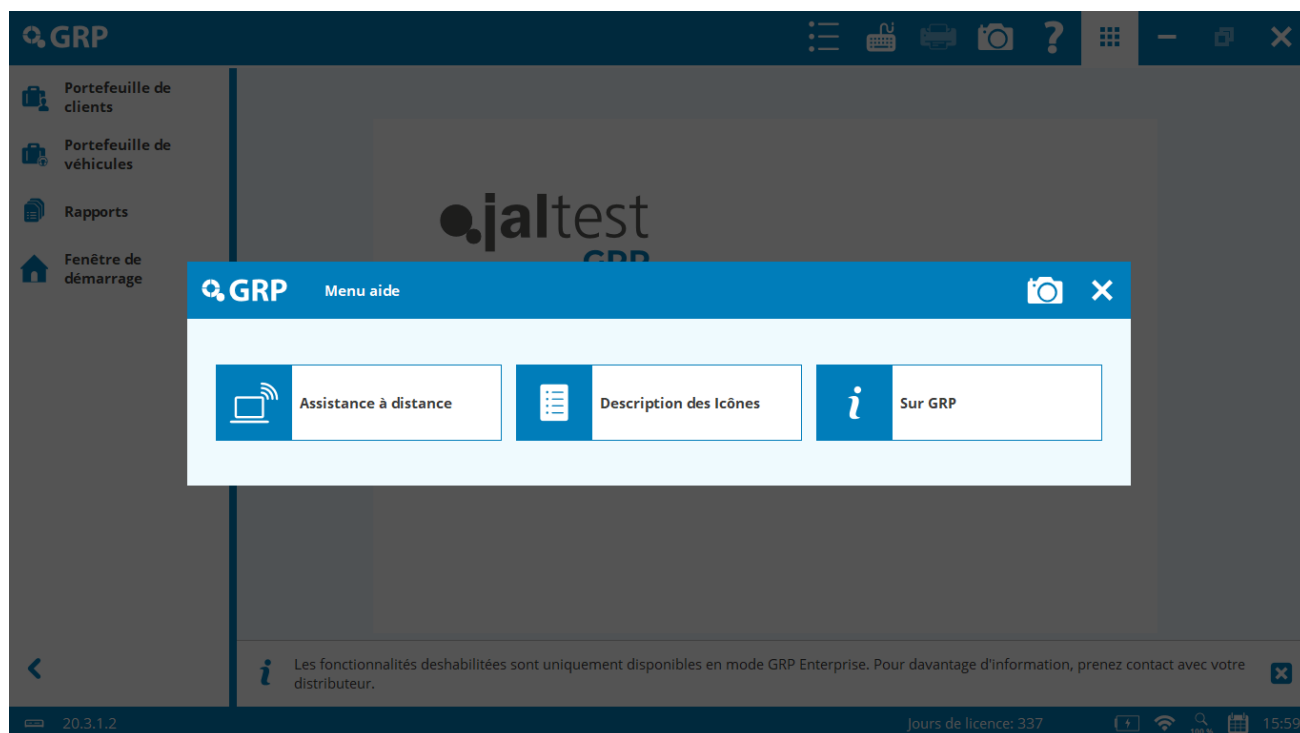 GRP
Portefeuille de
clients
Portefeuille de
véhicules
Rapports
Fenêtre de
démarrage
jaltest
GRP
GRP Menu aide
Assistance à distance
Description des Icônes
Sur GRP
Les fonctionnalités deshabilitées sont uniquement disponibles en mode GRP Enterprise. Pour davantage d'information, prenez contact avec votre
distributeur.
20.3.1.2
Jours de licence: 337
100 %
15:59